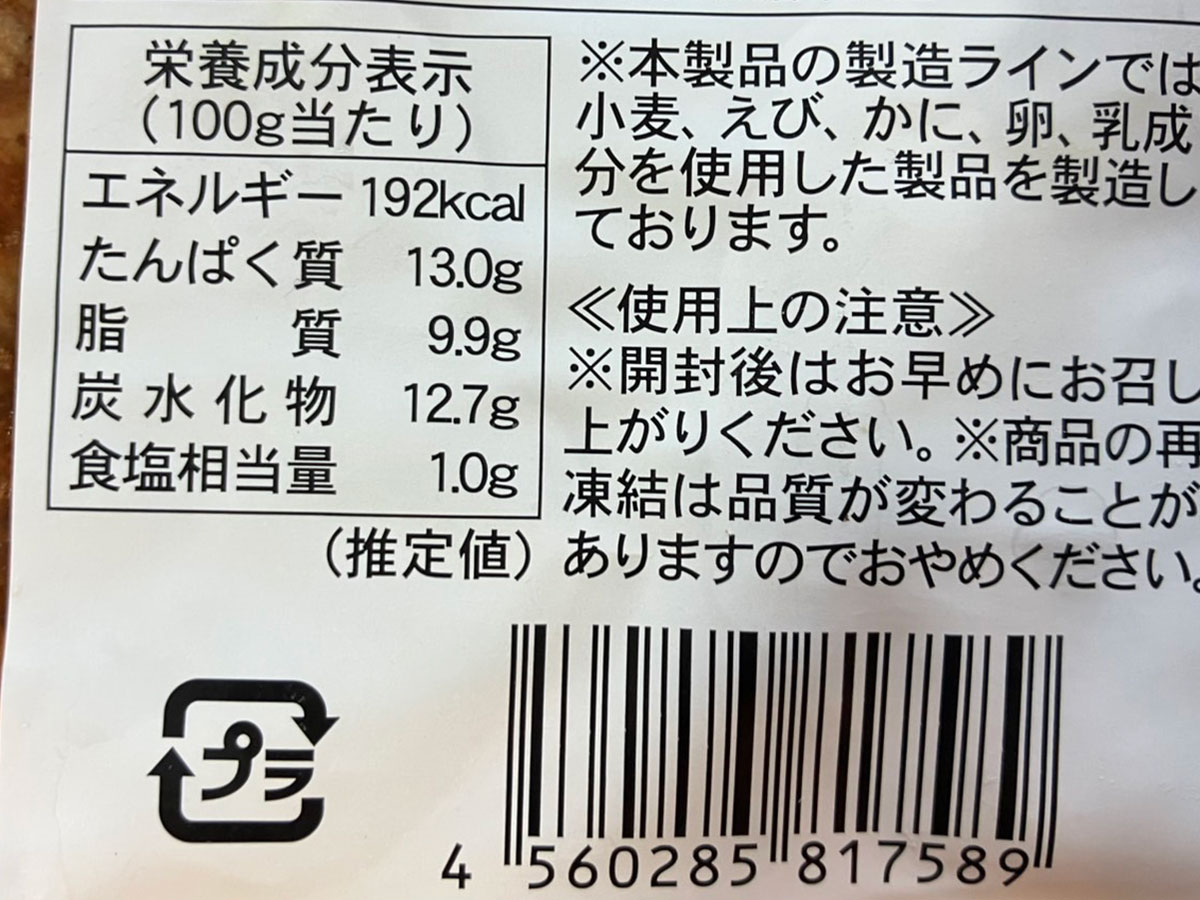 栄養成分表示
(100g当たり)
エネルギー 192kcal
たんぱく質 13.0g
脂質 9.9g
炭水化物 12.7g
食塩相当量 1.0g
(推定値)
※本製品の製造ラインでは
小麦、えび、かに、卵、乳成
分を使用した製品を製造し
ております。
≪使用上の注意≫
※開封後はお早めにお召し
上がりください。※商品の再
凍結は品質が変わることが
ありますのでおやめください。
プラ
4 560285 817589